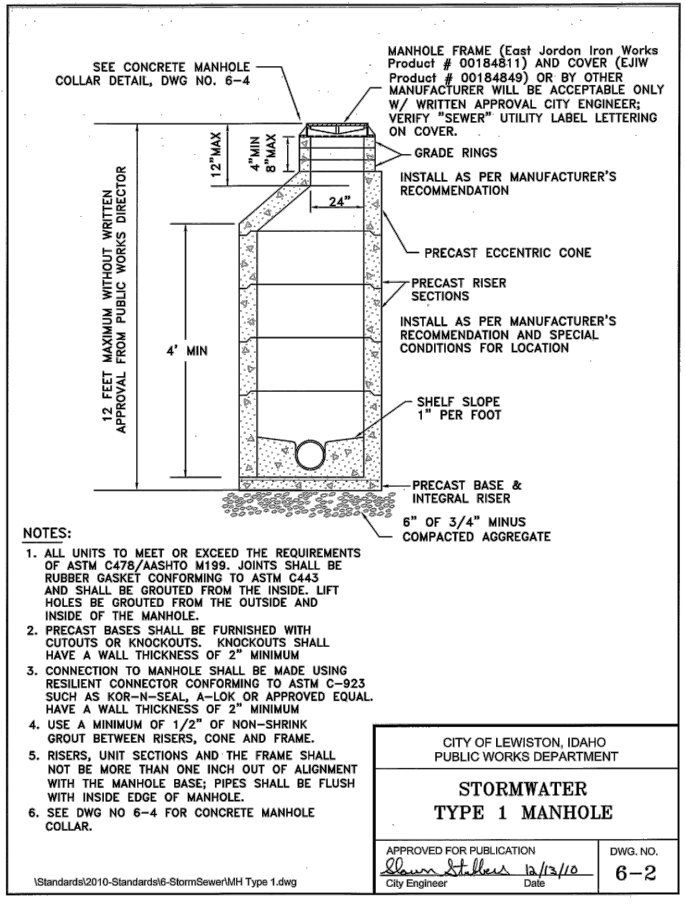 SEE CONCRETE MANHOLE
COLLAR DETAIL, DWG NO. 6-4
MANHOLE FRAME (East Jordon Iron Works
Product # 00184811) AND COVER (EJIW
Product # 00184849) OR BY OTHER
MANUFACTURER WILL BE ACCEPTABLE ONLY
W/ WRITTEN APPROVAL CITY ENGINEER;
VERIFY "SEWER" UTILITY LABEL LETTERING
ON COVER.
12"MAX
4"MIN
8"MAX
GRADE RINGS
INSTALL AS PER MANUFACTURER'S
RECOMMENDATION
24"
PRECAST ECCENTRIC CONE
PRECAST RISER
SECTIONS
INSTALL AS PER MANUFACTURER'S
RECOMMENDATION AND SPECIAL
CONDITIONS FOR LOCATION
12 FEET MAXIMUM WITHOUT WRITTEN
APPROVAL FROM PUBLIC WORKS DIRECTOR
4' MIN
SHELF SLOPE
1" PER FOOT
PRECAST BASE &
INTEGRAL RISER
6" OF 3/4" MINUS
COMPACTED AGGREGATE
NOTES:
1. ALL UNITS TO MEET OR EXCEED THE REQUIREMENTS
OF ASTM C478/AASHTO M199. JOINTS SHALL BE
RUBBER GASKET CONFORMING TO ASTM C443
AND SHALL BE GROUTED FROM THE INSIDE. LIFT
HOLES BE GROUTED FROM THE OUTSIDE AND
INSIDE OF THE MANHOLE.
2. PRECAST BASES SHALL BE FURNISHED WITH
CUTOUTS OR KNOCKOUTS. KNOCKOUTS SHALL
HAVE A WALL THICKNESS OF 2" MINIMUM
3. CONNECTION TO MANHOLE SHALL BE MADE USING
RESILIENT CONNECTOR CONFORMING TO ASTM C-923
SUCH AS KOR-N-SEAL, A-LOK OR APPROVED EQUAL.
HAVE A WALL THICKNESS OF 2" MINIMUM
4. USE A MINIMUM OF 1/2" OF NON-SHRINK
GROUT BETWEEN RISERS, CONE AND FRAME.
5. RISERS, UNIT SECTIONS AND THE FRAME SHALL
NOT BE MORE THAN ONE INCH OUT OF ALIGNMENT
WITH THE MANHOLE BASE; PIPES SHALL BE FLUSH
WITH INSIDE EDGE OF MANHOLE.
6. SEE DWG NO 6-4 FOR CONCRETE MANHOLE
COLLAR.
\Standards\2010-Standards\6-StormSewer\MH Type 1.dwg
CITY OF LEWISTON, IDAHO
PUBLIC WORKS DEPARTMENT
STORMWATER
TYPE 1 MANHOLE
APPROVED FOR PUBLICATION
Shawn Stubbers 12/13/10
City Engineer Date
DWG. NO.
6-2